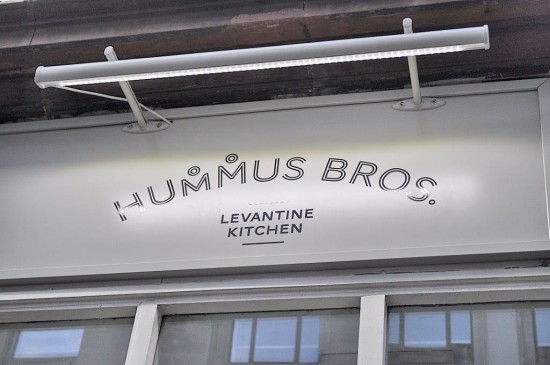 HUMMUS BROS.
LEVANTINE
KITCHEN